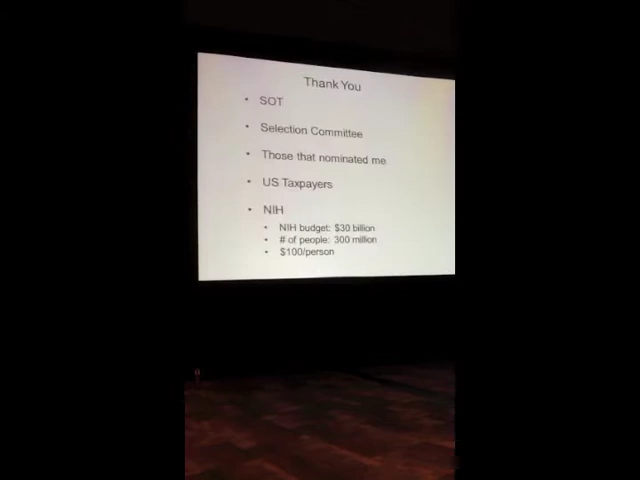 Thank You
• SOT
• Selection Committee
• Those that nominated me
• US Taxpayers
• NIH
• NIH budget: $30 billion
• # of people: 300 million
• $100/person